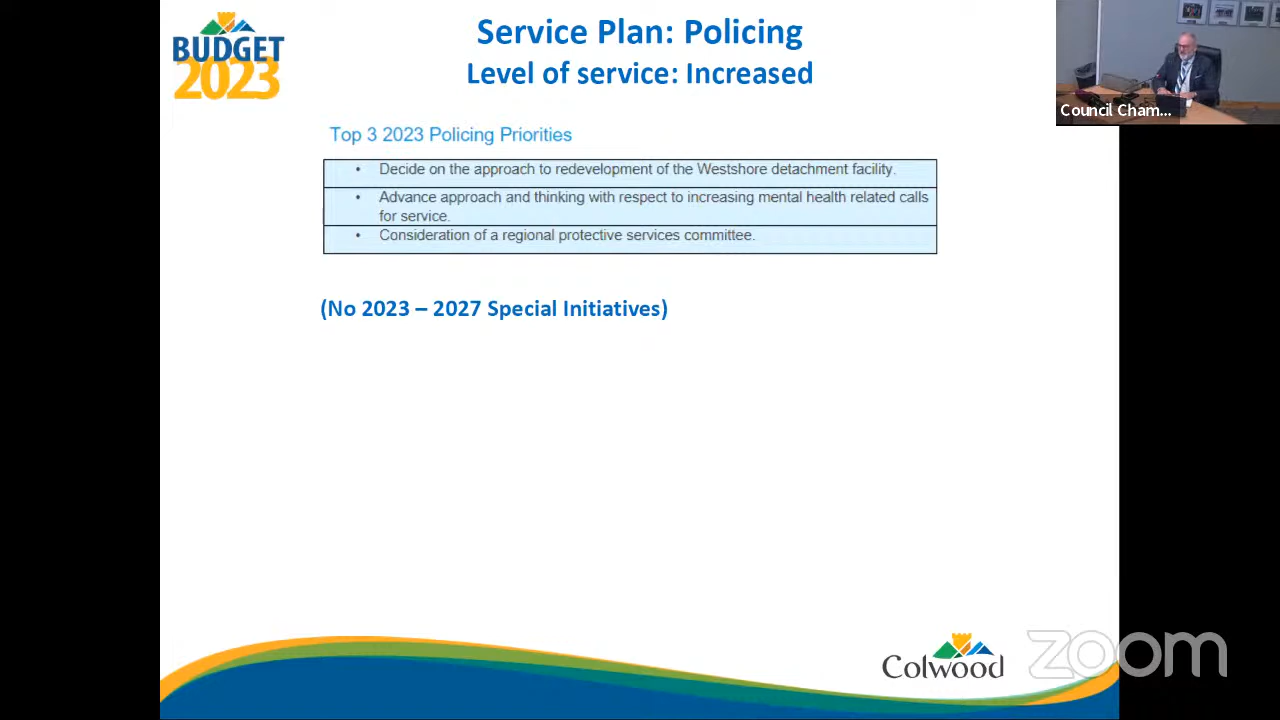 BUDGET
2023
Service Plan: Policing
Level of service: Increased
Council Cham...
Top 3 2023 Policing Priorities
• Decide on the approach to redevelopment of the Westshore detachment facility.
• Advance approach and thinking with respect to increasing mental health related calls
for service.
• Consideration of a regional protective services committee.
(No 2023 – 2027 Special Initiatives)
Colwood
zoom